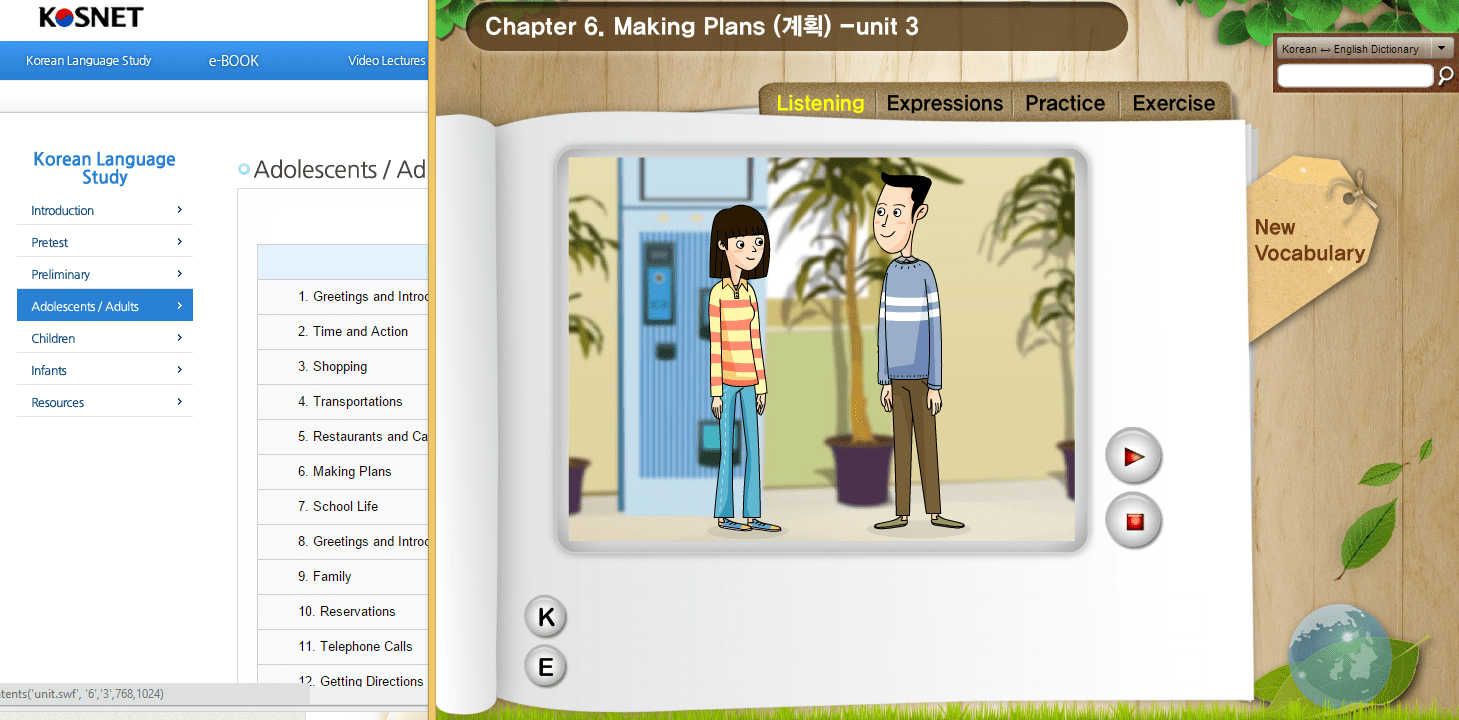 KOSNET
Korean Language Study
e-BOOK
Video Lectures
Korean Language
Study
Introduction
Pretest
Preliminary
Adolescents / Adults
Children
Infants
Resources
Adolescents / Ad
1. Greetings and Introd
2. Time and Action
3. Shopping
4. Transportations
5. Restaurants and Ca
6. Making Plans
7. School Life
8. Greetings and Introd
9. Family
10. Reservations
11. Telephone Calls
12. Getting Directions
tents('unit.swf', '6','3',768,1024)
Chapter 6. Making Plans (계획) -unit 3
Korean ↔ English Dictionary
Listening
Expressions
Practice
Exercise
New
Vocabulary
K
E